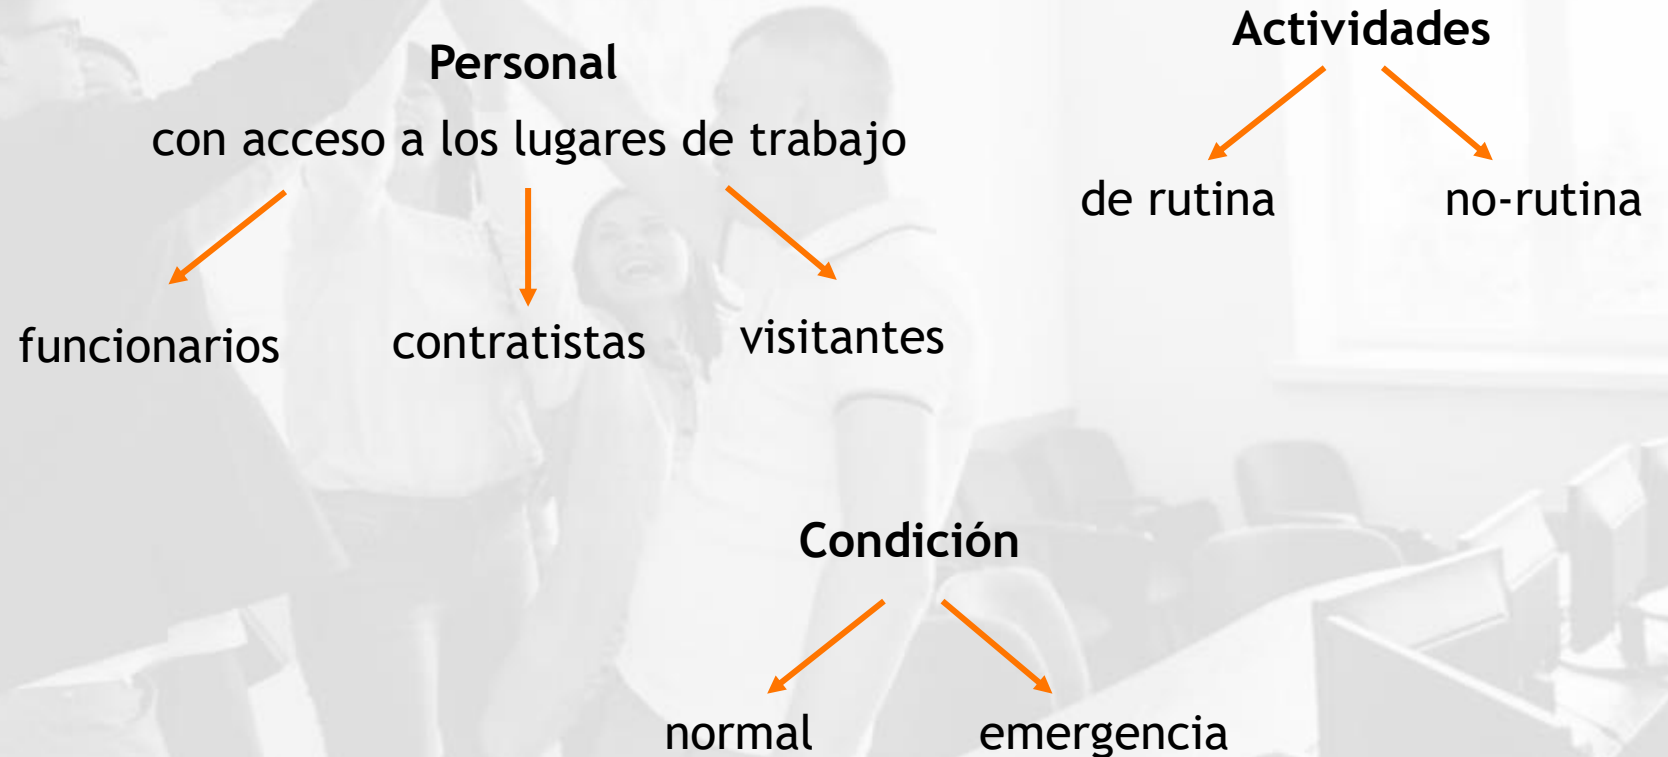 Personal
con acceso a los lugares de trabajo
funcionarios
contratistas
visitantes
Actividades
de rutina
no-rutina
Condición
normal
emergencia